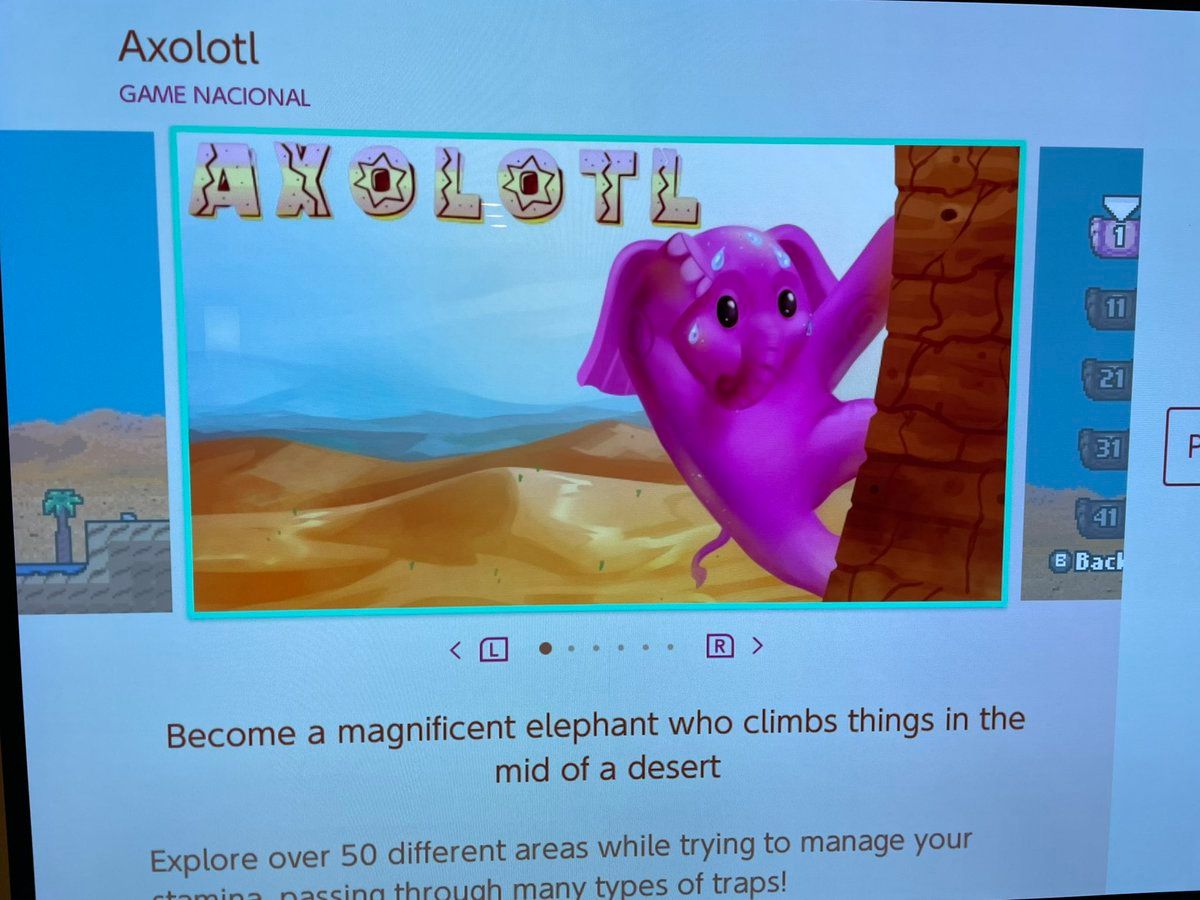 Axolotl
GAME NACIONAL
AXOLOTL
1
11
21
31
41
B Back
P
< L R >
Become a magnificent elephant who climbs things in the
mid of a desert
Explore over 50 different areas while trying to manage your
stamina, passing through many types of traps!